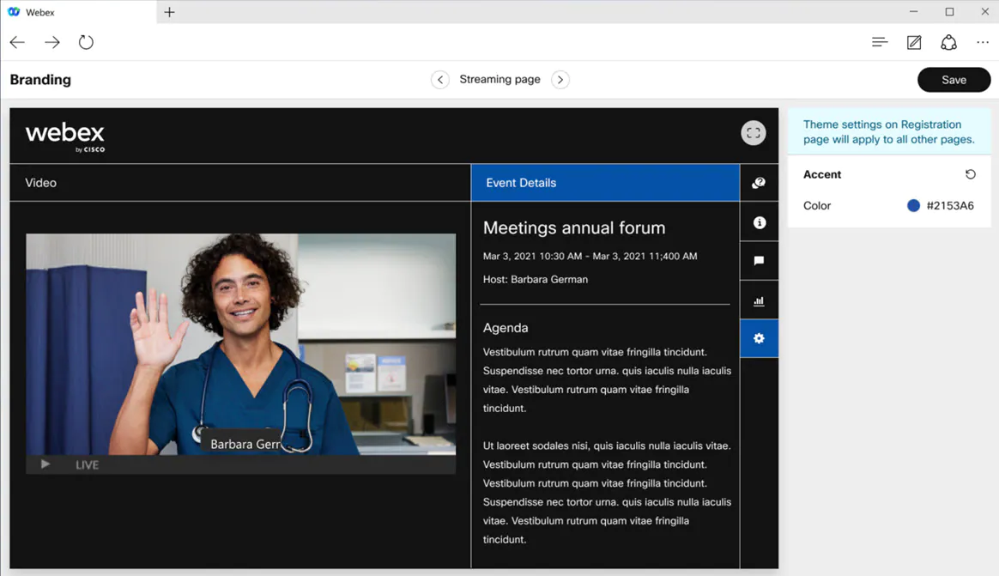 Webex
Branding
Streaming page
Save
webex
by CISCO
Theme settings on Registration
page will apply to all other pages.
Accent
Color
#2153A6
Video
Event Details
Meetings annual forum
Mar 3, 2021 10:30 AM - Mar 3, 2021 11;400 AM
Host: Barbara German
Agenda
Vestibulum rutrum quam vitae fringilla tincidunt.
Suspendisse nec tortor urna. quis iaculis nulla iaculis
vitae. Vestibulum rutrum quam vitae fringilla
tincidunt.
Ut laoreet sodales nisi, quis iaculis nulla iaculis vitae.
Vestibulum rutrum quam vitae fringilla tincidunt.
Vestibulum rutrum quam vitae fringilla tincidunt.
Suspendisse nec tortor urna. quis iaculis nulla iaculis
vitae. Vestibulum rutrum quam vitae fringilla
tincidunt.
Barbara Gerr
LIVE